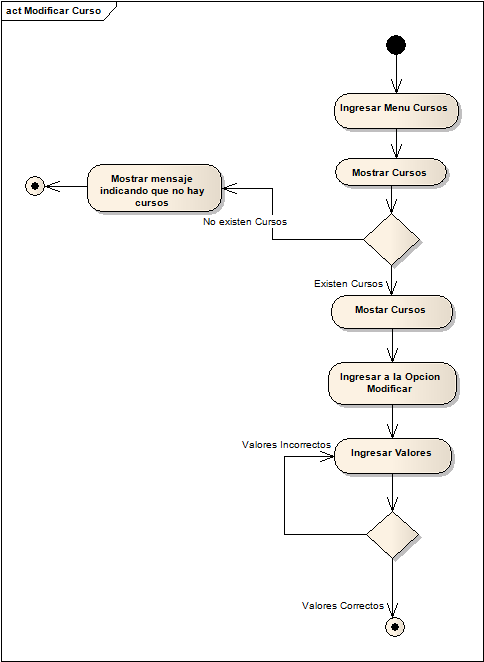 act Modificar Curso
Ingresar Menu Cursos
Mostrar Cursos
Mostrar mensaje
indicando que no hay
cursos
No existen Cursos
Existen Cursos
Mostar Cursos
Ingresar a la Opcion
Modificar
Valores Incorrectos
Ingresar Valores
Valores Correctos